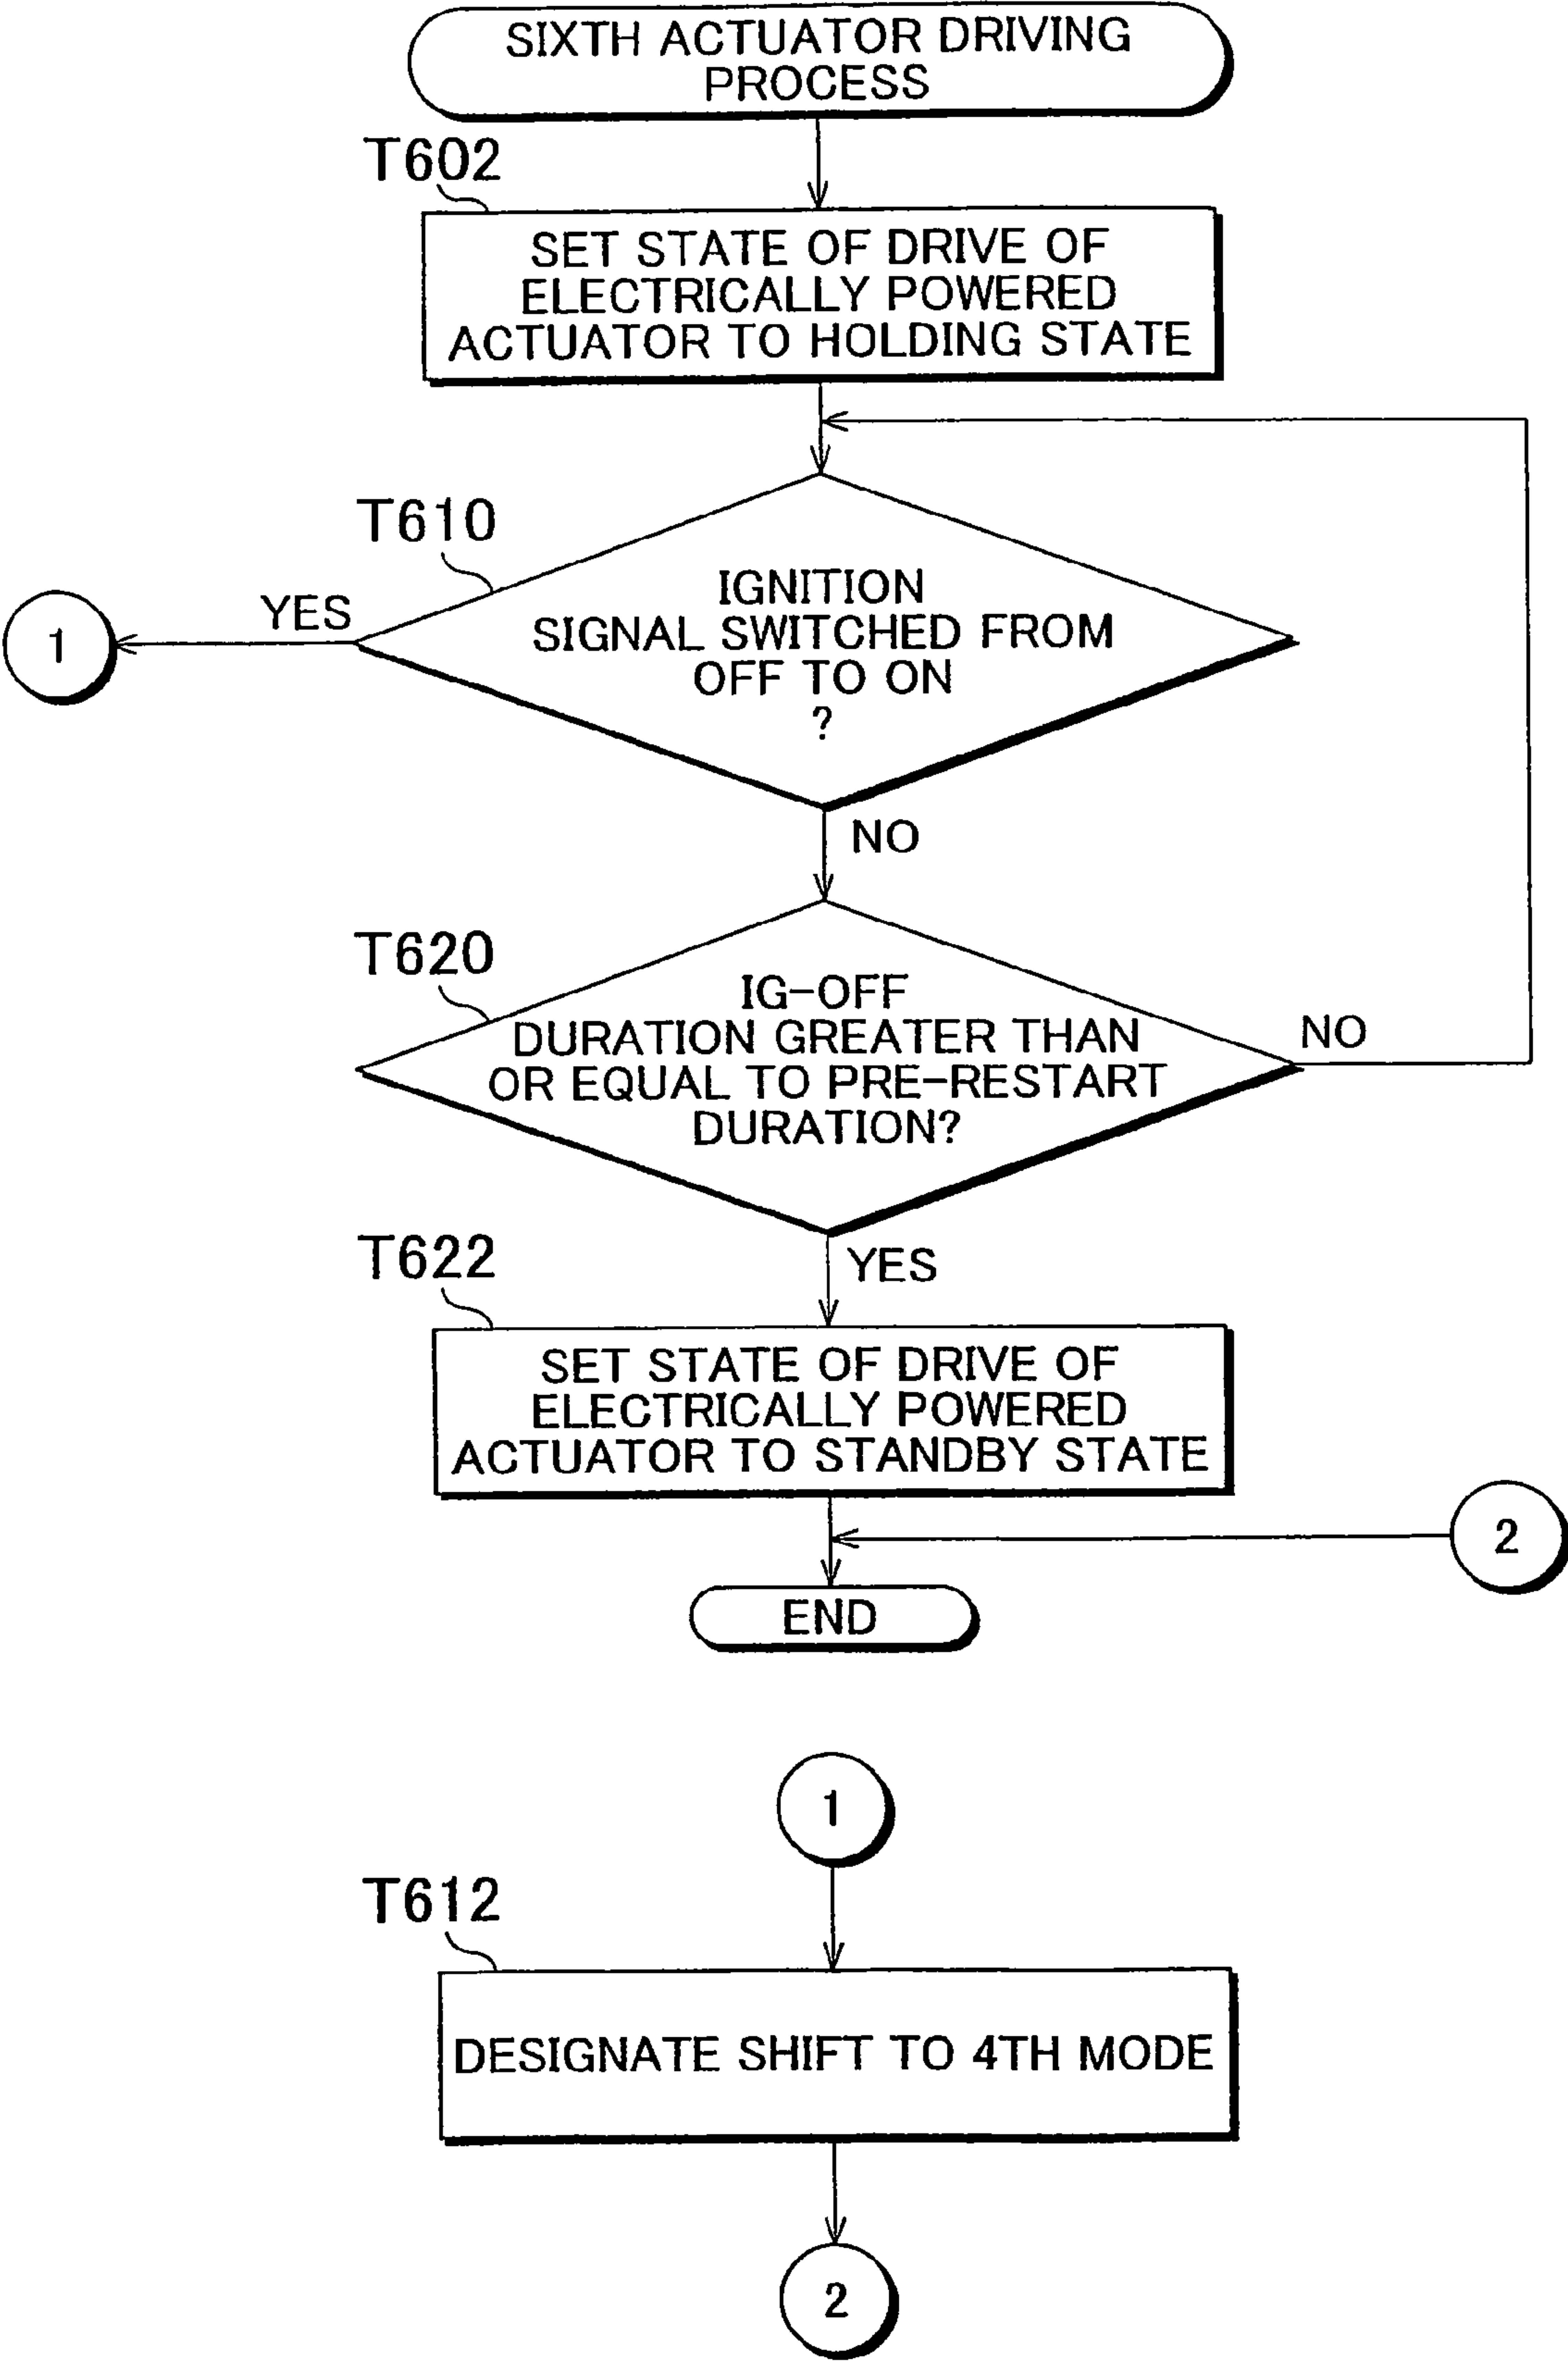 SIXTH ACTUATOR DRIVING
PROCESS
T602
SET STATE OF DRIVE OF
ELECTRICALLY POWERED
ACTUATOR TO HOLDING STATE
T610
IGNITION
SIGNAL SWITCHED FROM
OFF TO ON
?
YES
1
NO
T620
IG-OFF
DURATION GREATER THAN
OR EQUAL TO PRE-RESTART
DURATION?
NO
YES
T622
SET STATE OF DRIVE OF
ELECTRICALLY POWERED
ACTUATOR TO STANDBY STATE
2
END
1
T612
DESIGNATE SHIFT TO 4TH MODE
2